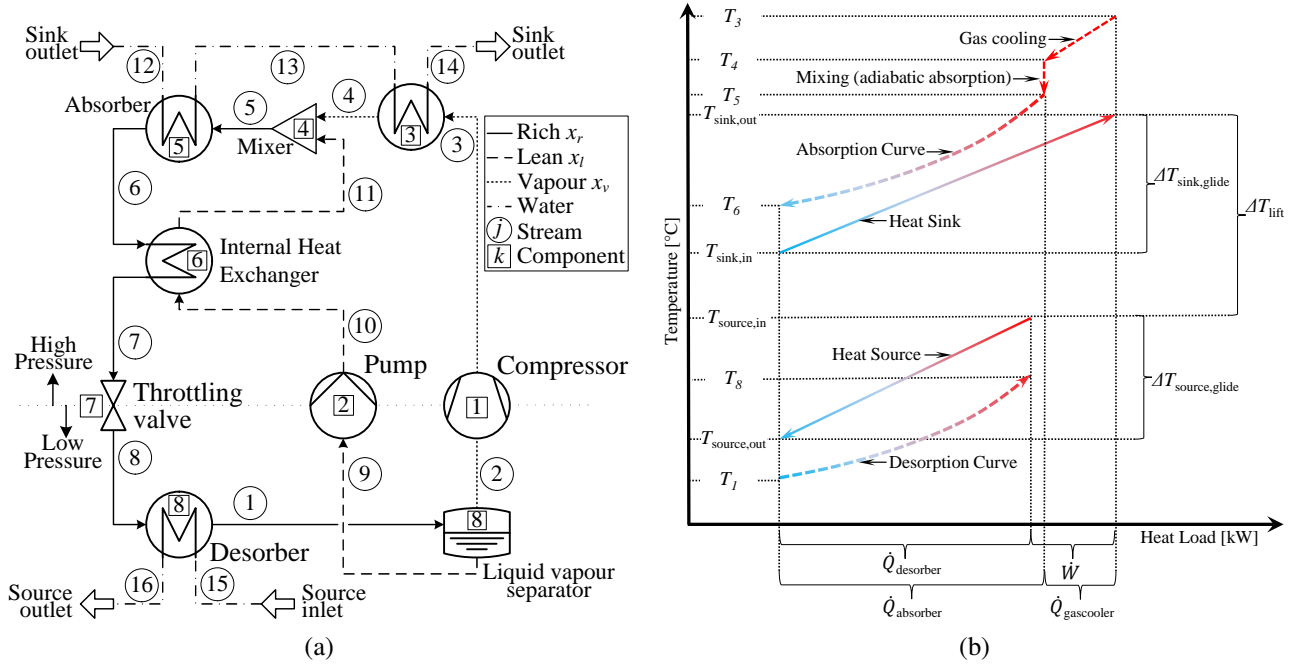 Sink
outlet
12
13
14
Sink
outlet
Absorber
5
5
Mixer
4
4
3
3
Rich x_r
Lean x_l
Vapour x_v
Water
j Stream
k Component
6
11
Internal Heat
Exchanger
6
7
10
High
Pressure
Low
Pressure
7
Throttling
valve
Pump
2
Compressor
1
8
9
2
8
1
Desorber
8
Liquid vapour
separator
16
15
Source
outlet
Source
inlet
(a)
Temperature [°C]
T_3
T_4
T_5
T_sink,out
T_6
T_sink,in
T_source,in
T_8
T_source,out
T_1
Gas cooling
Mixing (adiabatic absorption)
Absorption Curve
Heat Sink
Heat Source
Desorption Curve
ΔT_sink,glide
ΔT_lift
ΔT_source,glide
Heat Load [kW]
Q̇_desorber
Ẇ
Q̇_absorber
Q̇_gascooler
(b)